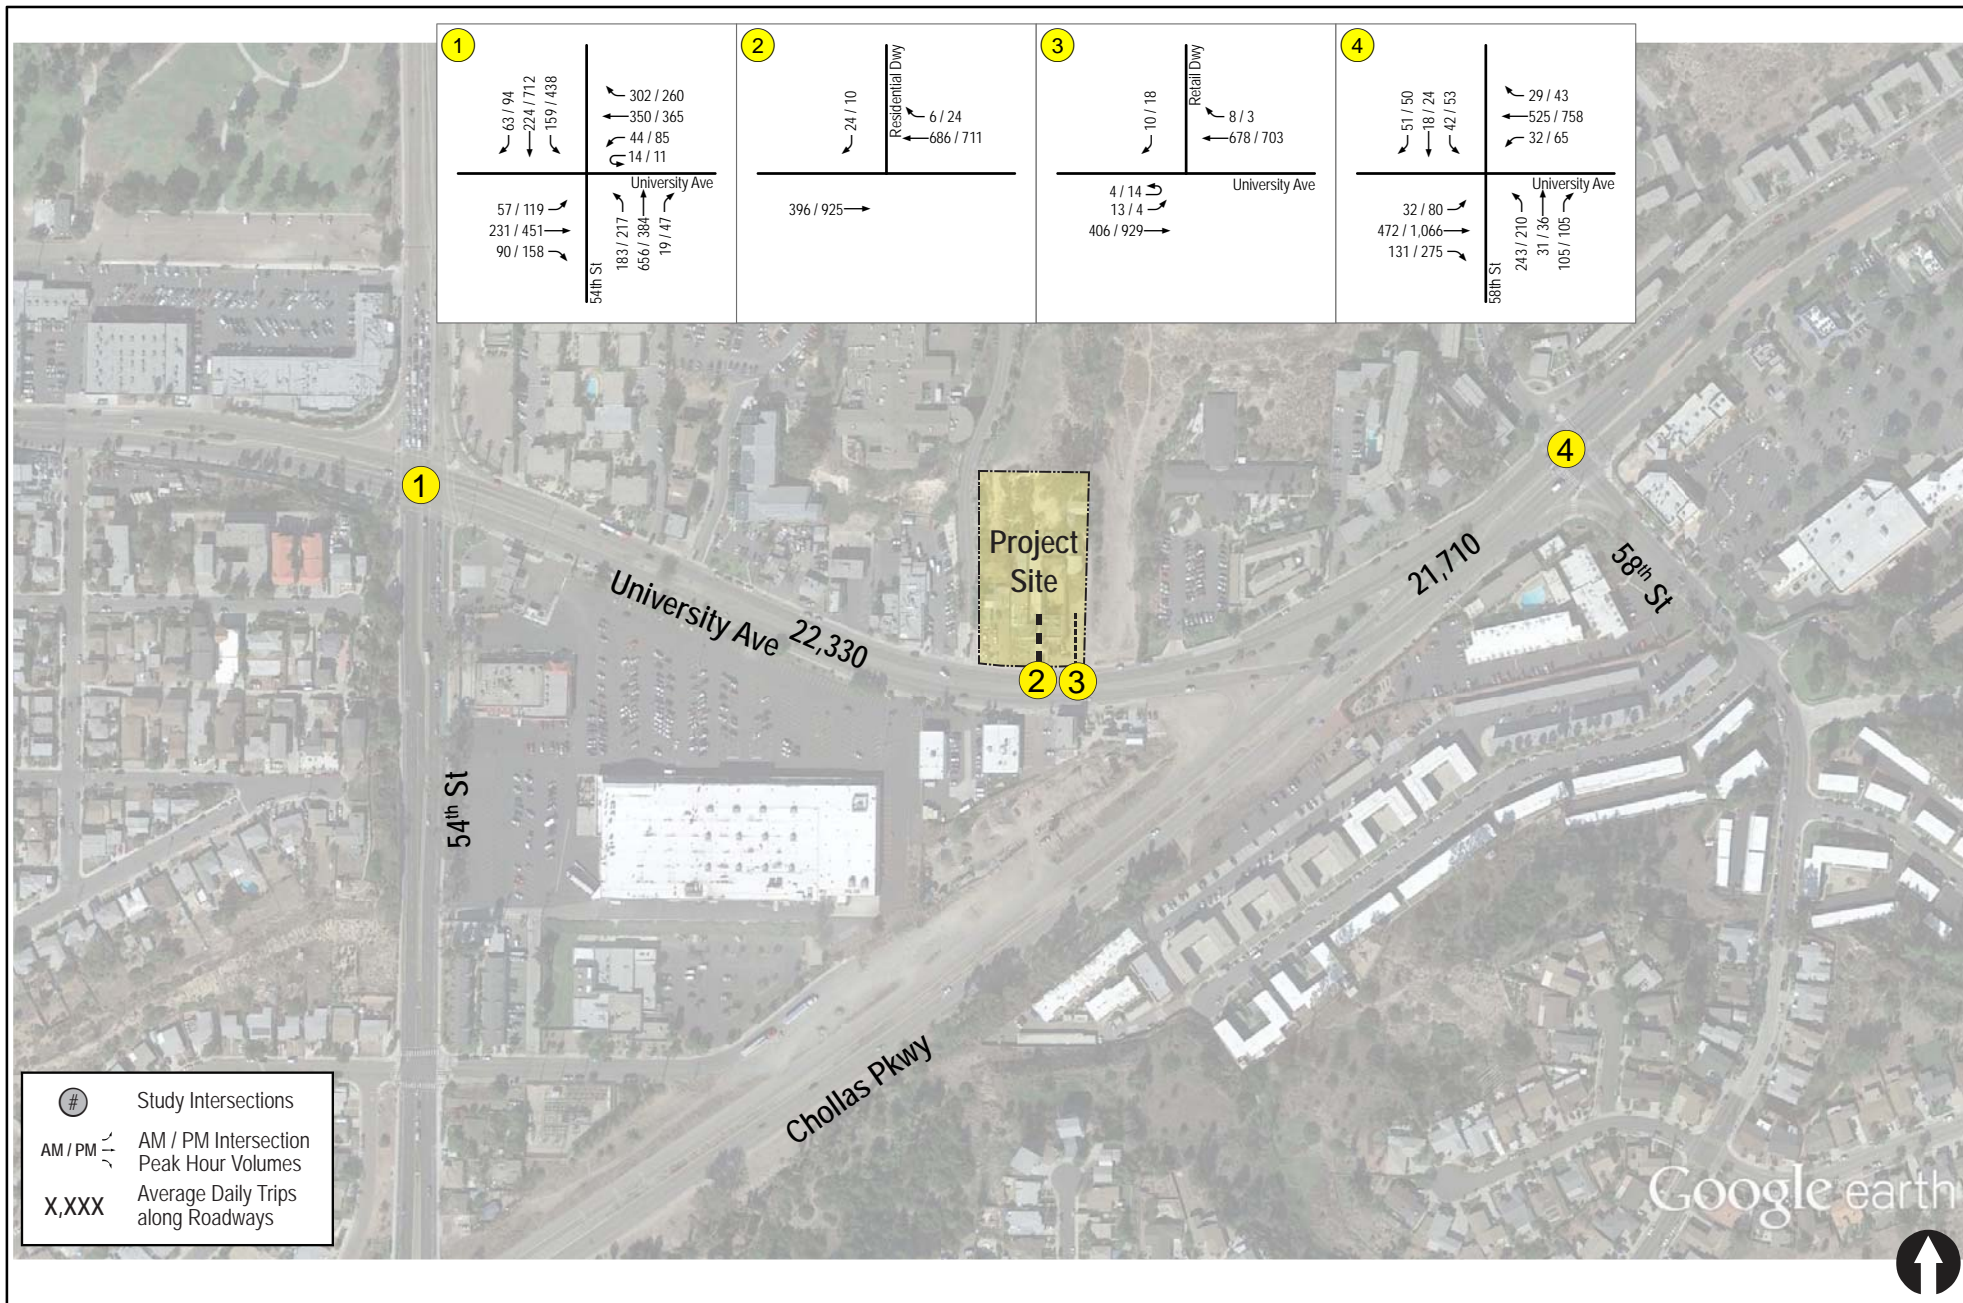 1
63 / 94
224 / 712
159 / 438
302 / 260
350 / 365
44 / 85
14 / 11
University Ave
57 / 119
231 / 451
90 / 158
183 / 217
656 / 384
19 / 47
54th St
2
24 / 10
Residential Dwy
6 / 24
686 / 711
396 / 925
3
10 / 18
Retail Dwy
8 / 3
678 / 703
University Ave
4 / 14
13 / 4
406 / 929
4
51 / 50
18 / 24
42 / 53
29 / 43
525 / 758
32 / 65
University Ave
32 / 80
472 / 1,066
131 / 275
243 / 210
31 / 36
105 / 105
58th St
1
4
Project
Site
University Ave
22,330
21,710
58th St
2
3
54th St
Chollas Pkwy
#
Study Intersections
AM / PM
AM / PM Intersection
Peak Hour Volumes
X,XXX
Average Daily Trips
along Roadways
Google earth